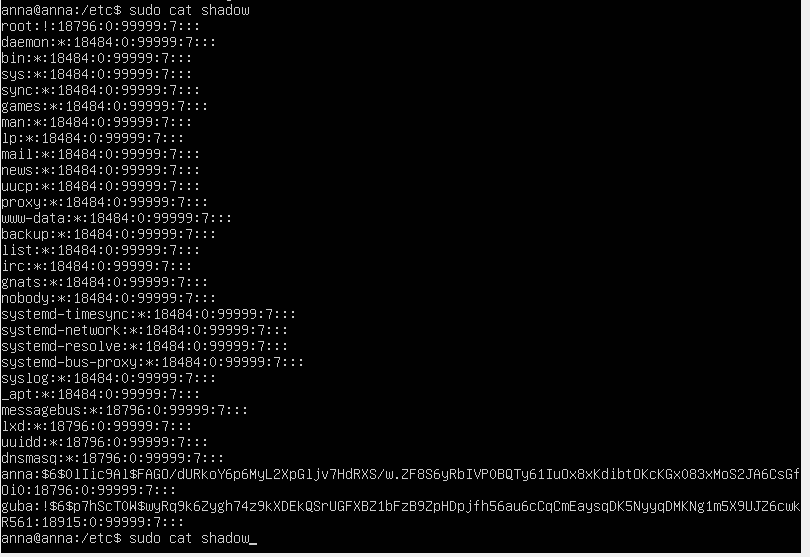 anna@anna:/etc$ sudo cat shadow
root:!:18796:0:99999:7:::
daemon:*:18484:0:99999:7:::
bin:*:18484:0:99999:7:::
sys:*:18484:0:99999:7:::
sync:*:18484:0:99999:7:::
games:*:18484:0:99999:7:::
man:*:18484:0:99999:7:::
lp:*:18484:0:99999:7:::
mail:*:18484:0:99999:7:::
news:*:18484:0:99999:7:::
uucp:*:18484:0:99999:7:::
proxy:*:18484:0:99999:7:::
www-data:*:18484:0:99999:7:::
backup:*:18484:0:99999:7:::
list:*:18484:0:99999:7:::
irc:*:18484:0:99999:7:::
gnats:*:18484:0:99999:7:::
nobody:*:18484:0:99999:7:::
systemd-timesync:*:18484:0:99999:7:::
systemd-network:*:18484:0:99999:7:::
systemd-resolve:*:18484:0:99999:7:::
systemd-bus-proxy:*:18484:0:99999:7:::
syslog:*:18484:0:99999:7:::
_apt:*:18484:0:99999:7:::
messagebus:*:18796:0:99999:7:::
lxd:*:18796:0:99999:7:::
uuidd:*:18796:0:99999:7:::
dnsmasq:*:18796:0:99999:7:::
anna:$6$OlIic9Al$FAGO/dURkoY6p6MyL2XpGljv7HdRXS/w.ZF8S6yRbIVPOBQTy61IuOx8xKdibtOKcKGx083xMoS2JA6CsGf
Oi0:18796:0:99999:7:::
guba:!$6$p7hScTOW$wyRq9k6Zygh74z9kXDEkQSrUGFXBZ1bFzB9ZpHDpjfh56au6cCqCmEaysqDK5NyyqDMKNg1m5X9UJZ6cwk
R561:18915:0:99999:7:::
anna@anna:/etc$ sudo cat shadow_